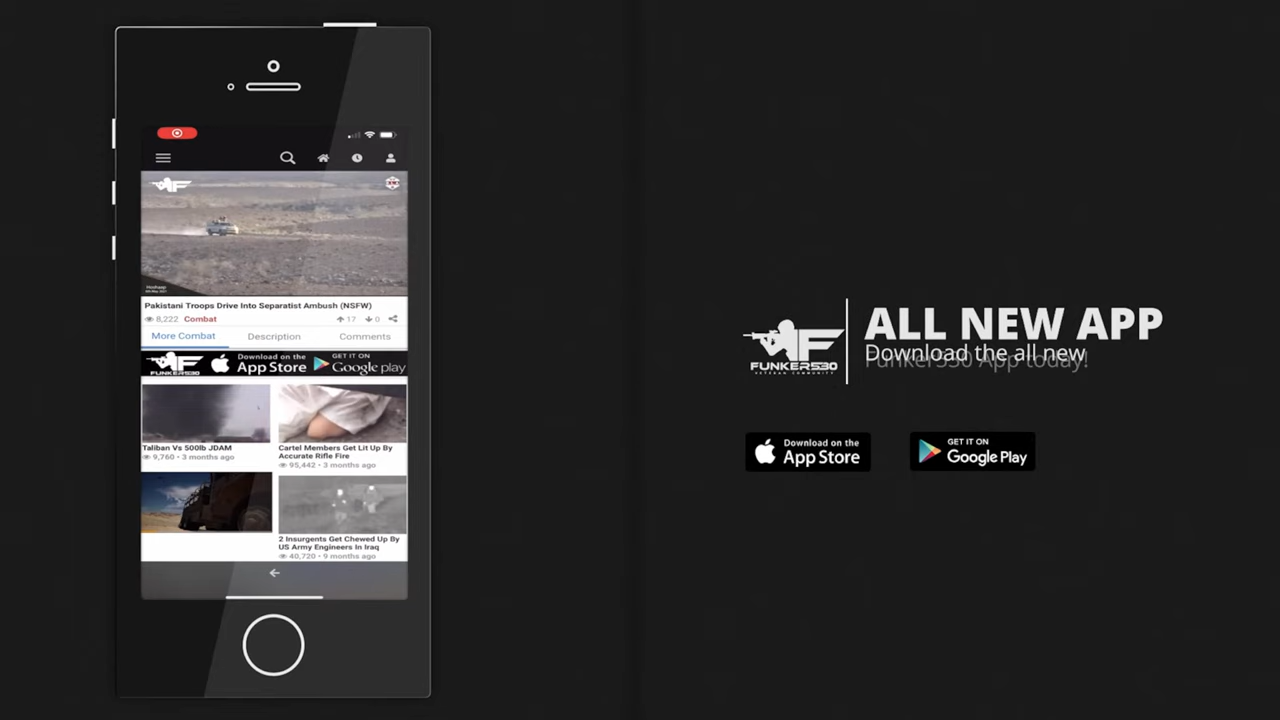 Pakistani Troops Drive Into Separatist Ambush (NSFW)
8,222 Combat
17 0
More Combat Description Comments
FUNKER530
Download on the
App Store
GET IT ON
Google play
Taliban Vs 500lb JDAM
9,760 • 3 months ago
Cartel Members Get Lit Up By
Accurate Rifle Fire
95,442 • 3 months ago
2 Insurgents Get Chewed Up By
US Army Engineers In Iraq
40,720 • 9 months ago
FUNKER530
VETERAN COMMUNITY
ALL NEW APP
Download the all new
Funker530 App today!
Download on the
App Store
GET IT ON
Google Play